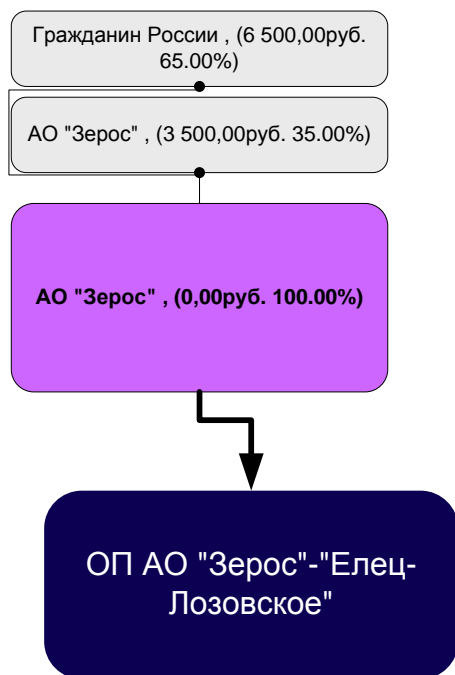 Гражданин России , (6 500,00руб.
65.00%)
АО "Зерос" , (3 500,00руб. 35.00%)
АО "Зерос" , (0,00руб. 100.00%)
ОП АО "Зерос"-"Елец-
Лозовское"